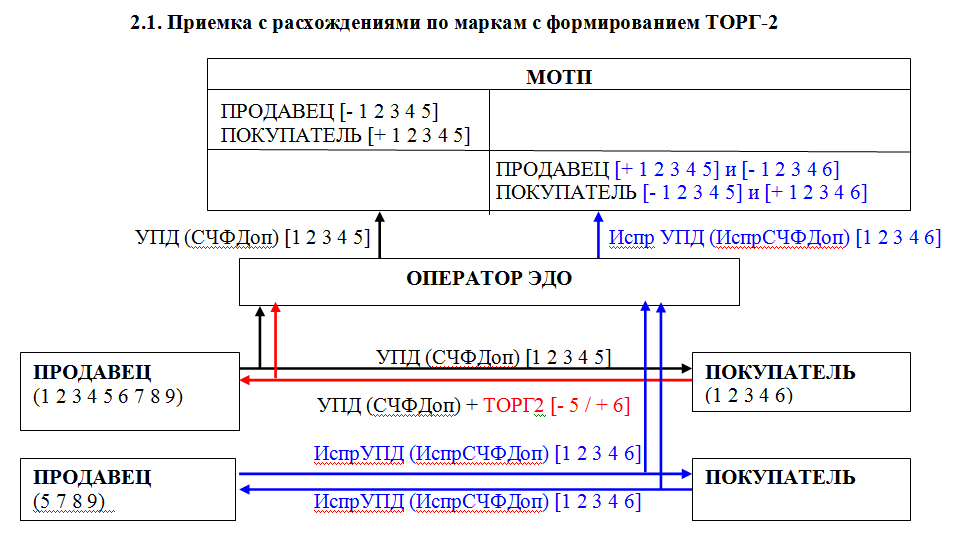 2.1. Приемка с расхождениями по маркам с формированием ТОРГ-2
МОТП
ПРОДАВЕЦ [- 1 2 3 4 5]
ПОКУПАТЕЛЬ [+ 1 2 3 4 5]
ПРОДАВЕЦ [+ 1 2 3 4 5] и [- 1 2 3 4 6]
ПОКУПАТЕЛЬ [- 1 2 3 4 5] и [+ 1 2 3 4 6]
УПД (СЧФДоп) [1 2 3 4 5]
Испр УПД (ИспрСЧФДоп) [1 2 3 4 6]
ОПЕРАТОР ЭДО
УПД (СЧФДоп) [1 2 3 4 5]
ПРОДАВЕЦ
(1 2 3 4 5 6 7 8 9)
ПОКУПАТЕЛЬ
(1 2 3 4 6)
УПД (СЧФДоп) + ТОРГ2 [- 5 / + 6]
ИспрУПД (ИспрСЧФДоп) [1 2 3 4 6]
ПРОДАВЕЦ
(5 7 8 9)
ПОКУПАТЕЛЬ
ИспрУПД (ИспрСЧФДоп) [1 2 3 4 6]